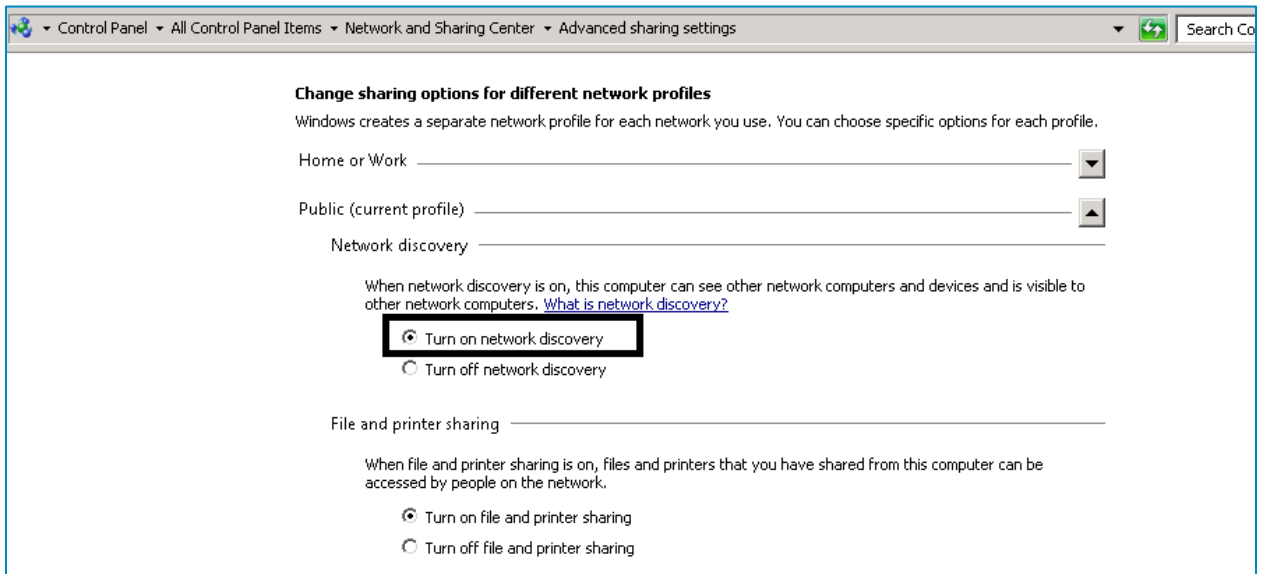 Control Panel ▾ All Control Panel Items ▾ Network and Sharing Center ▾ Advanced sharing settings
Search Co
Change sharing options for different network profiles
Windows creates a separate network profile for each network you use. You can choose specific options for each profile.
Home or Work
Public (current profile)
Network discovery
When network discovery is on, this computer can see other network computers and devices and is visible to
other network computers. What is network discovery?
Turn on network discovery
Turn off network discovery
File and printer sharing
When file and printer sharing is on, files and printers that you have shared from this computer can be
accessed by people on the network.
Turn on file and printer sharing
Turn off file and printer sharing